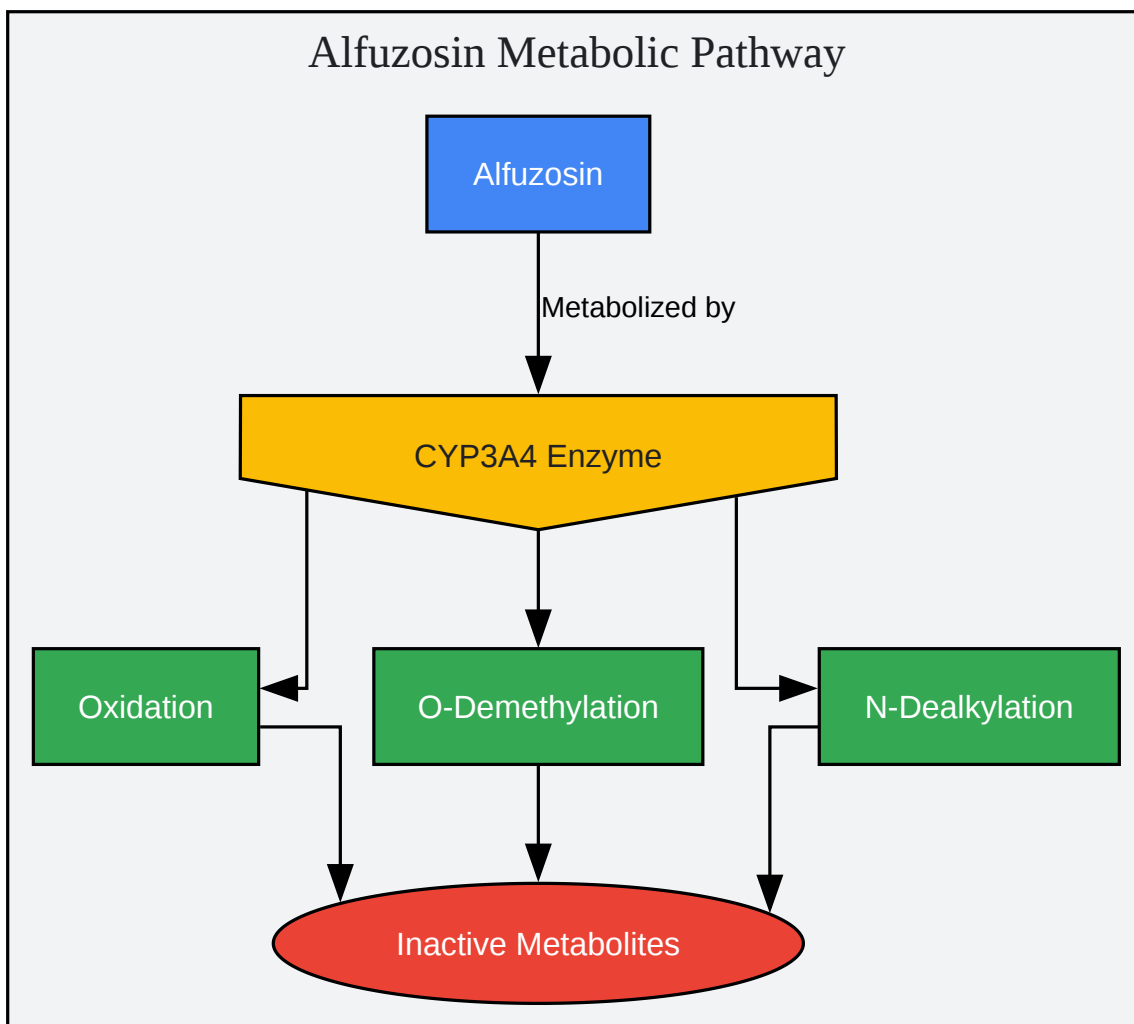 Alfuzosin Metabolic Pathway
Alfuzosin
Metabolized by
CYP3A4 Enzyme
Oxidation
O-Demethylation
N-Dealkylation
Inactive Metabolites